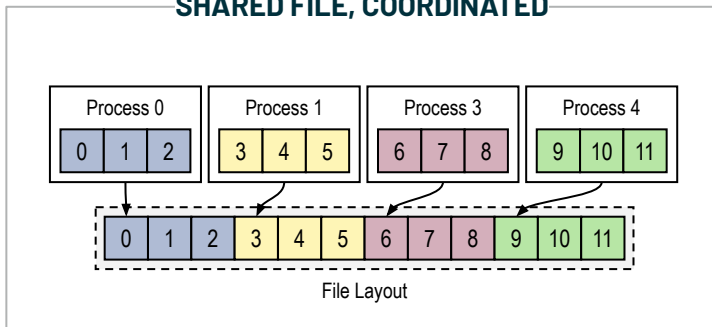 SHARED FILE, COORDINATED
Process 0 Process 1 Process 3 Process 4
0 1 2 3 4 5 6 7 8 9 10 11
0 1 2 3 4 5 6 7 8 9 10 11
File Layout